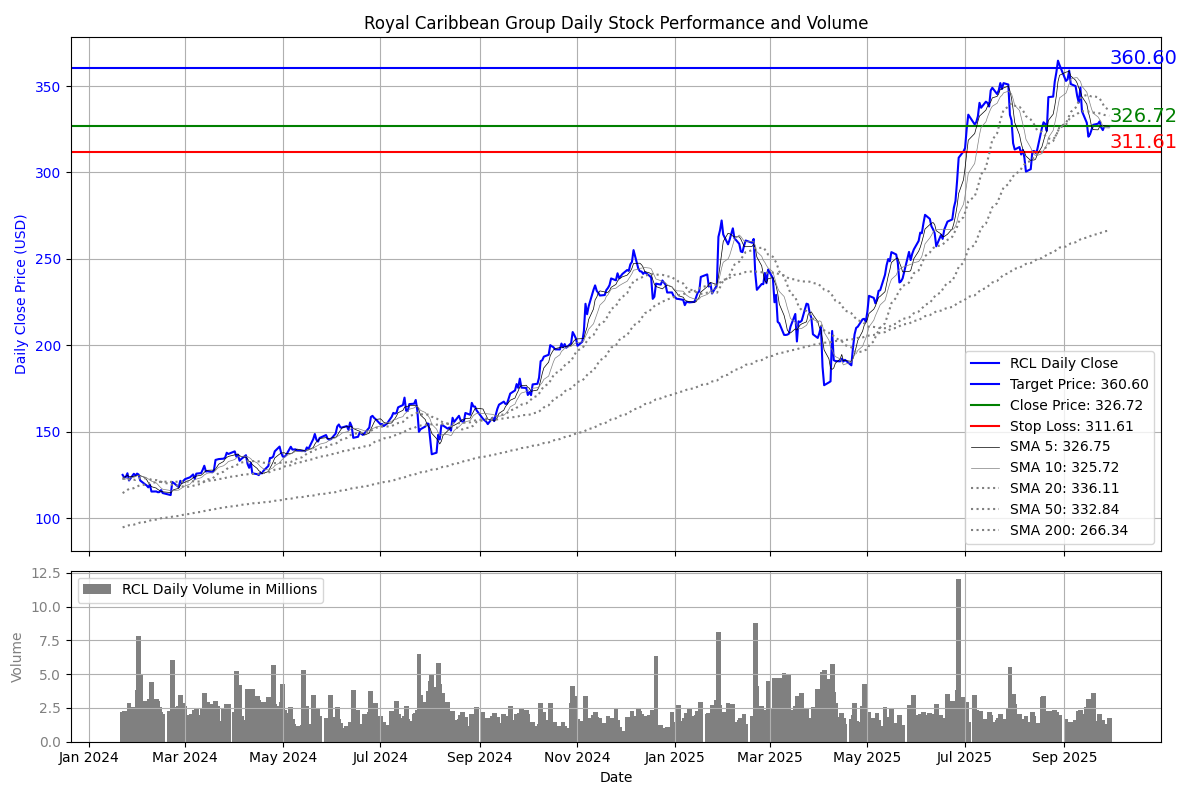 Royal Caribbean Group Daily Stock Performance and Volume
Daily Close Price (USD)
350
300
250
200
150
100
360.60
326.72
311.61
RCL Daily Close
Target Price: 360.60
Close Price: 326.72
Stop Loss: 311.61
SMA 5: 326.75
SMA 10: 325.72
SMA 20: 336.11
SMA 50: 332.84
SMA 200: 266.34
Volume
12.5
10.0
7.5
5.0
2.5
0.0
RCL Daily Volume in Millions
Jan 2024 Mar 2024 May 2024 Jul 2024 Sep 2024 Nov 2024 Jan 2025 Mar 2025 May 2025 Jul 2025 Sep 2025
Date